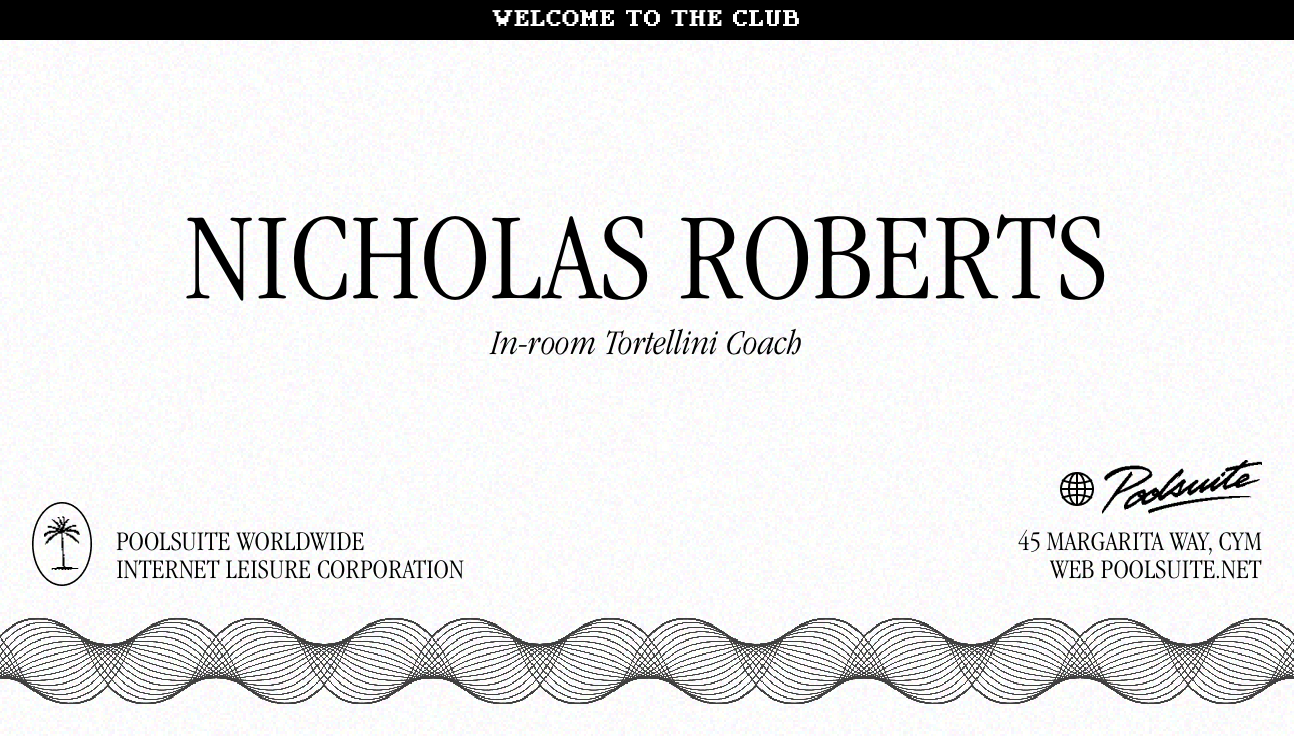 WELCOME TO THE CLUB
NICHOLAS ROBERTS
In-room Tortellini Coach
POOLSUITE WORLDWIDE
INTERNET LEISURE CORPORATION
Poolsuite
45 MARGARITA WAY, CYM
WEB POOLSUITE.NET